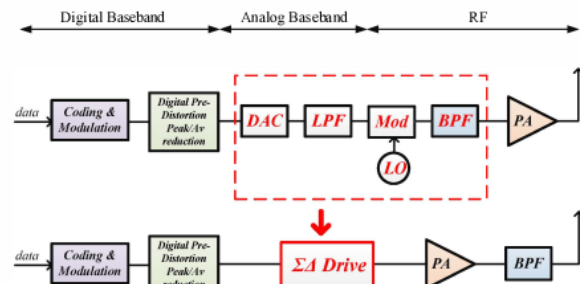 Digital Baseband Analog Baseband RF
data
Coding &
Modulation
Digital Pre-
Distortion
Peak/Av
reduction
DAC LPF Mod BPF PA
LO
data
Coding &
Modulation
Digital Pre-
Distortion
Peak/Av
reduction
ΣΔ Drive PA BPF